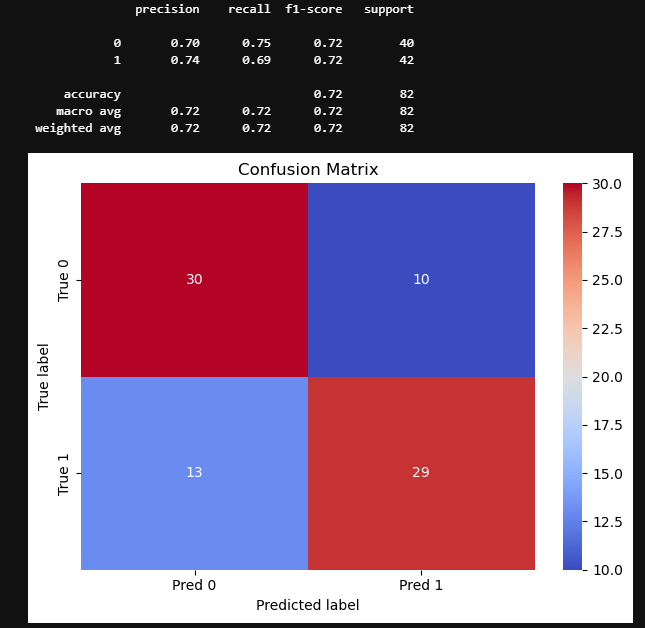 precision recall f1-score support
0 0.70 0.75 0.72 40
1 0.74 0.69 0.72 42
accuracy 0.72 82
macro avg 0.72 0.72 0.72 82
weighted avg 0.72 0.72 0.72 82
Confusion Matrix
True label
True 0
True 1
30 10
13 29
Pred 0 Pred 1
Predicted label
30.0
27.5
25.0
22.5
20.0
17.5
15.0
12.5
10.0